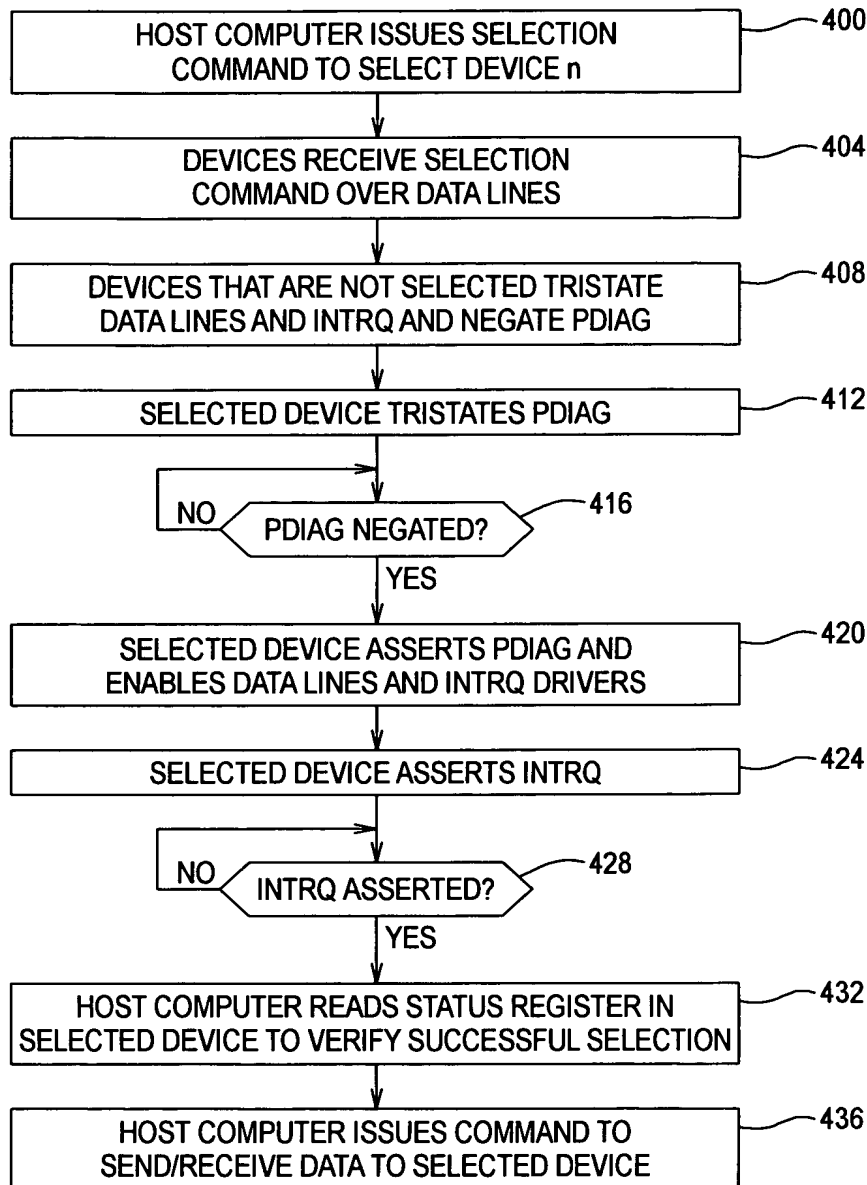 HOST COMPUTER ISSUES SELECTION
COMMAND TO SELECT DEVICE n
400
DEVICES RECEIVE SELECTION
COMMAND OVER DATA LINES
404
DEVICES THAT ARE NOT SELECTED TRISTATE
DATA LINES AND INTRQ AND NEGATE PDIAG
408
SELECTED DEVICE TRISTATES PDIAG
412
NO
PDIAG NEGATED?
416
YES
SELECTED DEVICE ASSERTS PDIAG AND
ENABLES DATA LINES AND INTRQ DRIVERS
420
SELECTED DEVICE ASSERTS INTRQ
424
NO
INTRQ ASSERTED?
428
YES
HOST COMPUTER READS STATUS REGISTER IN
SELECTED DEVICE TO VERIFY SUCCESSFUL SELECTION
432
HOST COMPUTER ISSUES COMMAND TO
SEND/RECEIVE DATA TO SELECTED DEVICE
436